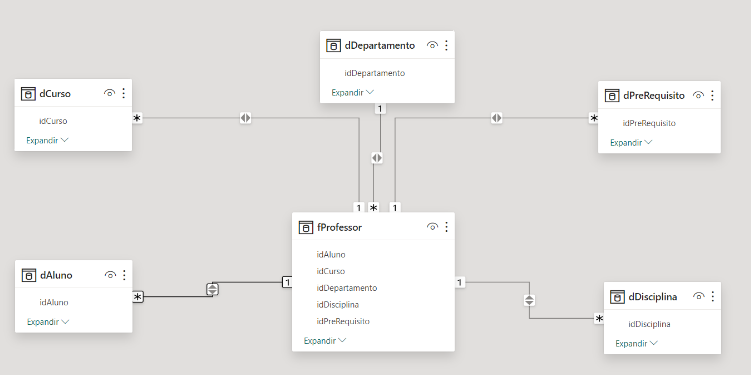 dDepartamento
idDepartamento
Expandir
dCurso
idCurso
Expandir
dPreRequisito
idPreRequisito
Expandir
*
*
1
1
*
1
fProfessor
idAluno
idCurso
idDepartamento
idDisciplina
idPreRequisito
Expandir
dAluno
idAluno
Expandir
*
1
1
*
dDisciplina
idDisciplina
Expandir